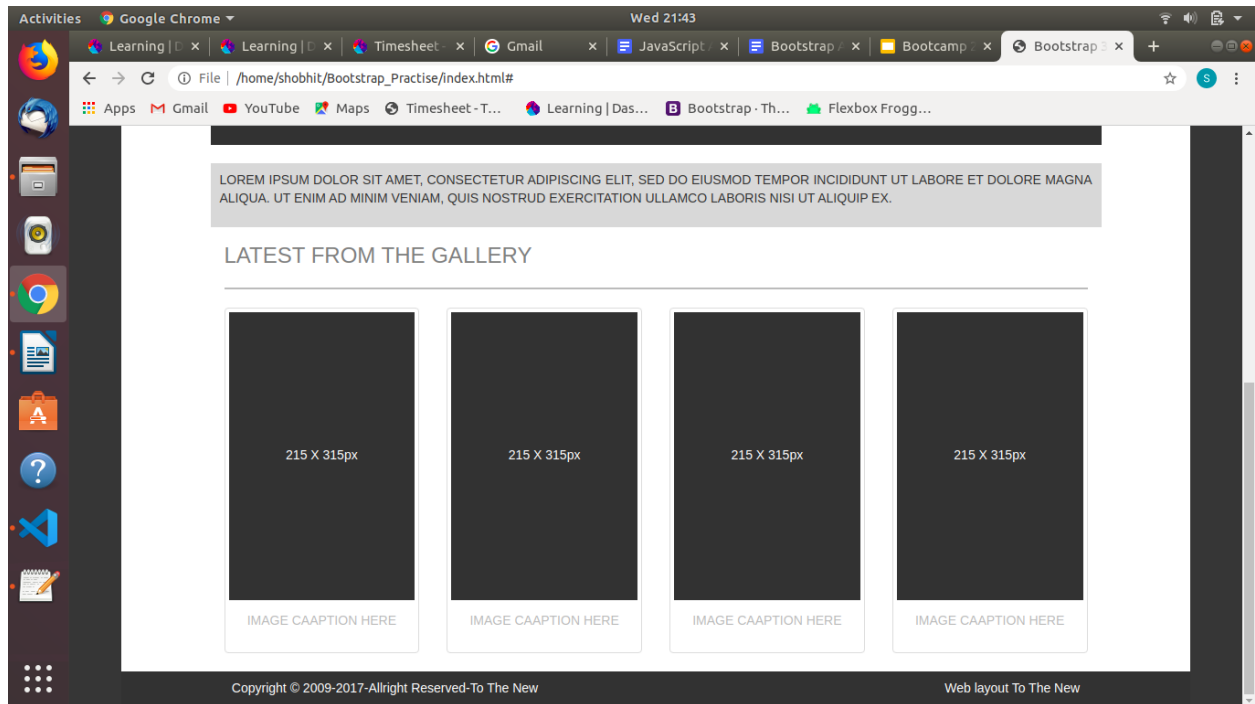 Activities Google Chrome Wed 21:43
Learning | D Learning | D Timesheet - Gmail JavaScript / Bootstrap / Bootcamp 2 Bootstrap 3
File /home/shobhit/Bootstrap_Practise/index.html# S
Apps Gmail YouTube Maps Timesheet - T... Learning | Das... B Bootstrap · Th... Flexbox Frogg...
LOREM IPSUM DOLOR SIT AMET, CONSECTETUR ADIPISCING ELIT, SED DO EIUSMOD TEMPOR INCIDIDUNT UT LABORE ET DOLORE MAGNA
ALIQUA. UT ENIM AD MINIM VENIAM, QUIS NOSTRUD EXERCITATION ULLAMCO LABORIS NISI UT ALIQUIP EX.
LATEST FROM THE GALLERY
215 X 315px 215 X 315px 215 X 315px 215 X 315px
IMAGE CAAPTION HERE IMAGE CAAPTION HERE IMAGE CAAPTION HERE IMAGE CAAPTION HERE
Copyright © 2009-2017-Allright Reserved-To The New Web layout To The New